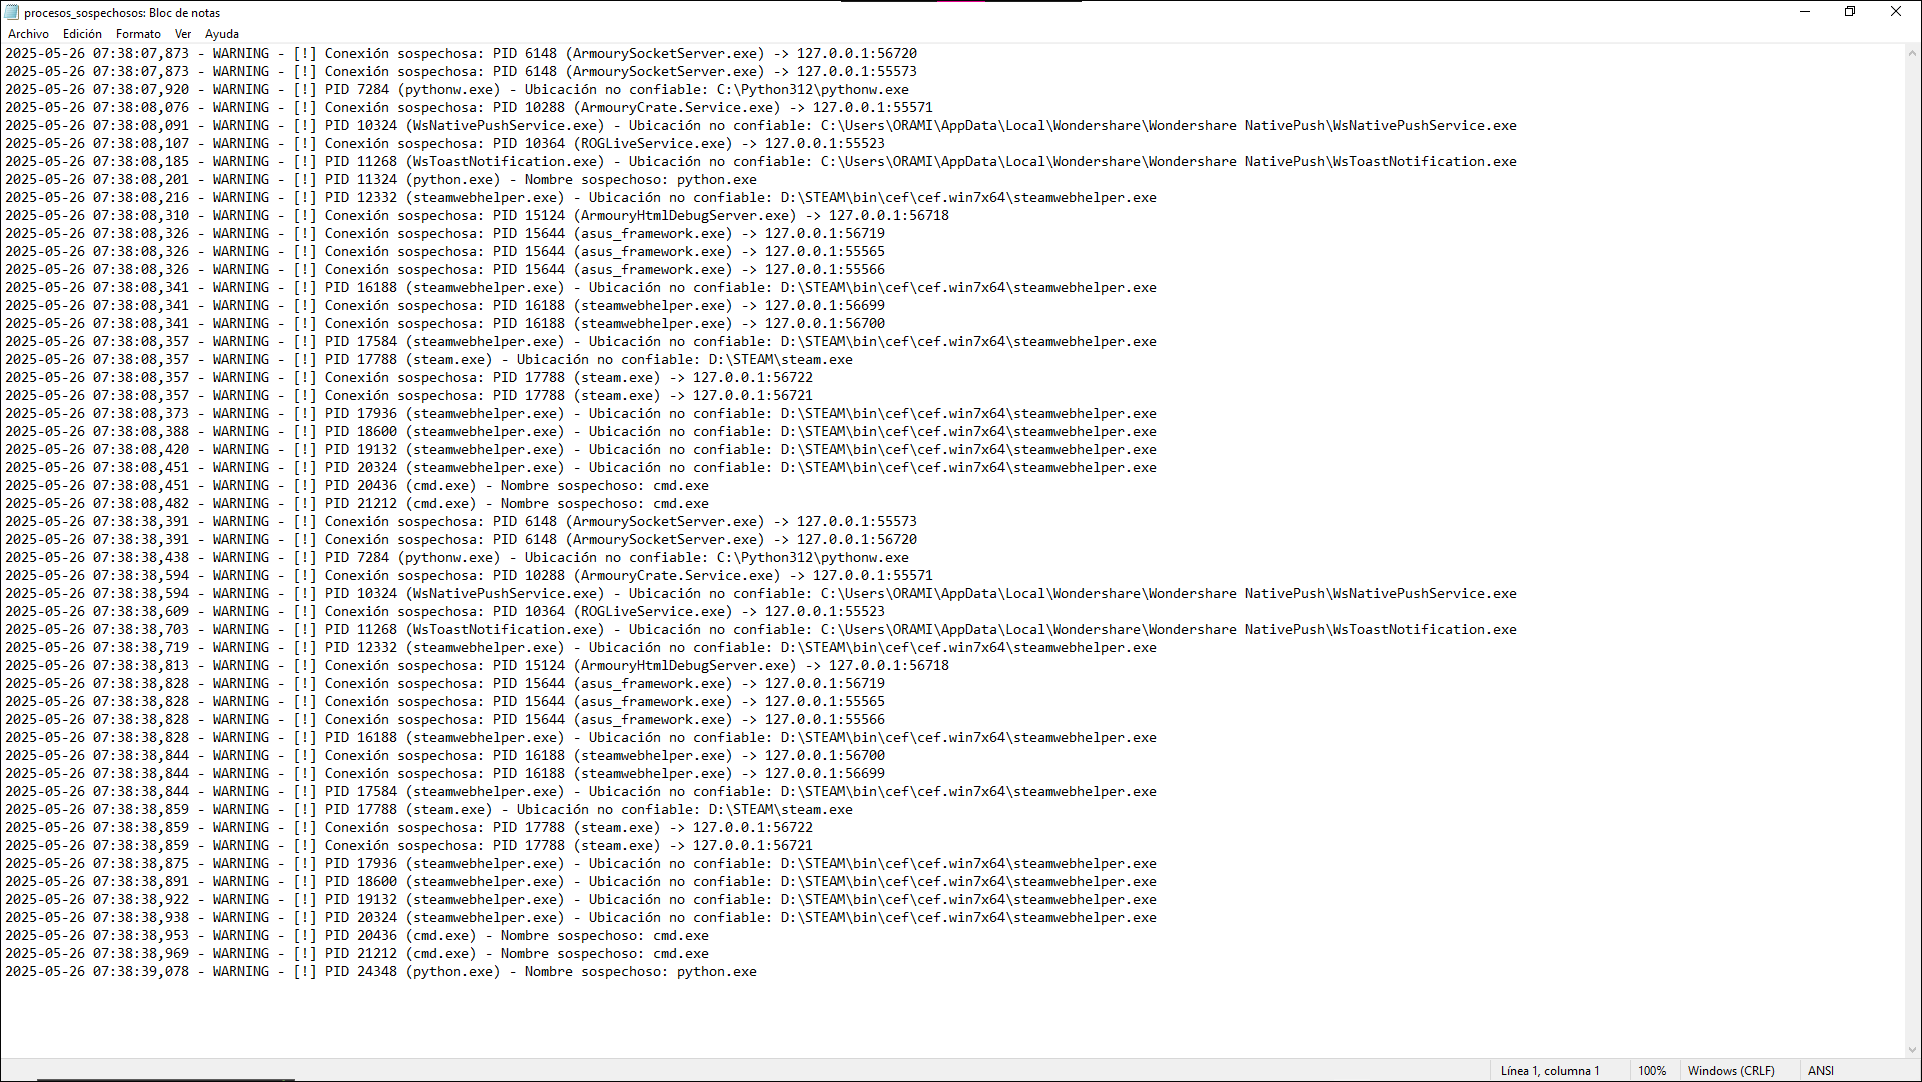 procesos_sospechosos: Bloc de notas
Archivo Edición Formato Ver Ayuda
2025-05-26 07:38:07,873 - WARNING - [!] Conexión sospechosa: PID 6148 (ArmourySocketServer.exe) -> 127.0.0.1:56720
2025-05-26 07:38:07,873 - WARNING - [!] Conexión sospechosa: PID 6148 (ArmourySocketServer.exe) -> 127.0.0.1:55573
2025-05-26 07:38:07,920 - WARNING - [!] PID 7284 (pythonw.exe) - Ubicación no confiable: C:\Python312\pythonw.exe
2025-05-26 07:38:08,076 - WARNING - [!] Conexión sospechosa: PID 10288 (ArmouryCrate.Service.exe) -> 127.0.0.1:55571
2025-05-26 07:38:08,091 - WARNING - [!] PID 10324 (WsNativePushService.exe) - Ubicación no confiable: C:\Users\ORAMI\AppData\Local\Wondershare\Wondershare NativePush\WsNativePushService.exe
2025-05-26 07:38:08,107 - WARNING - [!] Conexión sospechosa: PID 10364 (ROGLiveService.exe) -> 127.0.0.1:55523
2025-05-26 07:38:08,185 - WARNING - [!] PID 11268 (WsToastNotification.exe) - Ubicación no confiable: C:\Users\ORAMI\AppData\Local\Wondershare\Wondershare NativePush\WsToastNotification.exe
2025-05-26 07:38:08,201 - WARNING - [!] PID 11324 (python.exe) - Nombre sospechoso: python.exe
2025-05-26 07:38:08,216 - WARNING - [!] PID 12332 (steamwebhelper.exe) - Ubicación no confiable: D:\STEAM\bin\cef\cef.win7x64\steamwebhelper.exe
2025-05-26 07:38:08,310 - WARNING - [!] Conexión sospechosa: PID 15124 (ArmouryHtmlDebugServer.exe) -> 127.0.0.1:56718
2025-05-26 07:38:08,326 - WARNING - [!] Conexión sospechosa: PID 15644 (asus_framework.exe) -> 127.0.0.1:56719
2025-05-26 07:38:08,326 - WARNING - [!] Conexión sospechosa: PID 15644 (asus_framework.exe) -> 127.0.0.1:55565
2025-05-26 07:38:08,326 - WARNING - [!] Conexión sospechosa: PID 15644 (asus_framework.exe) -> 127.0.0.1:55566
2025-05-26 07:38:08,341 - WARNING - [!] PID 16188 (steamwebhelper.exe) - Ubicación no confiable: D:\STEAM\bin\cef\cef.win7x64\steamwebhelper.exe
2025-05-26 07:38:08,341 - WARNING - [!] Conexión sospechosa: PID 16188 (steamwebhelper.exe) -> 127.0.0.1:56699
2025-05-26 07:38:08,341 - WARNING - [!] Conexión sospechosa: PID 16188 (steamwebhelper.exe) -> 127.0.0.1:56700
2025-05-26 07:38:08,357 - WARNING - [!] PID 17584 (steamwebhelper.exe) - Ubicación no confiable: D:\STEAM\bin\cef\cef.win7x64\steamwebhelper.exe
2025-05-26 07:38:08,357 - WARNING - [!] PID 17788 (steam.exe) - Ubicación no confiable: D:\STEAM\steam.exe
2025-05-26 07:38:08,357 - WARNING - [!] Conexión sospechosa: PID 17788 (steam.exe) -> 127.0.0.1:56722
2025-05-26 07:38:08,357 - WARNING - [!] Conexión sospechosa: PID 17788 (steam.exe) -> 127.0.0.1:56721
2025-05-26 07:38:08,373 - WARNING - [!] PID 17936 (steamwebhelper.exe) - Ubicación no confiable: D:\STEAM\bin\cef\cef.win7x64\steamwebhelper.exe
2025-05-26 07:38:08,388 - WARNING - [!] PID 18600 (steamwebhelper.exe) - Ubicación no confiable: D:\STEAM\bin\cef\cef.win7x64\steamwebhelper.exe
2025-05-26 07:38:08,420 - WARNING - [!] PID 19132 (steamwebhelper.exe) - Ubicación no confiable: D:\STEAM\bin\cef\cef.win7x64\steamwebhelper.exe
2025-05-26 07:38:08,451 - WARNING - [!] PID 20324 (steamwebhelper.exe) - Ubicación no confiable: D:\STEAM\bin\cef\cef.win7x64\steamwebhelper.exe
2025-05-26 07:38:08,451 - WARNING - [!] PID 20436 (cmd.exe) - Nombre sospechoso: cmd.exe
2025-05-26 07:38:08,482 - WARNING - [!] PID 21212 (cmd.exe) - Nombre sospechoso: cmd.exe
2025-05-26 07:38:38,391 - WARNING - [!] Conexión sospechosa: PID 6148 (ArmourySocketServer.exe) -> 127.0.0.1:55573
2025-05-26 07:38:38,391 - WARNING - [!] Conexión sospechosa: PID 6148 (ArmourySocketServer.exe) -> 127.0.0.1:56720
2025-05-26 07:38:38,438 - WARNING - [!] PID 7284 (pythonw.exe) - Ubicación no confiable: C:\Python312\pythonw.exe
2025-05-26 07:38:38,594 - WARNING - [!] Conexión sospechosa: PID 10288 (ArmouryCrate.Service.exe) -> 127.0.0.1:55571
2025-05-26 07:38:38,594 - WARNING - [!] PID 10324 (WsNativePushService.exe) - Ubicación no confiable: C:\Users\ORAMI\AppData\Local\Wondershare\Wondershare NativePush\WsNativePushService.exe
2025-05-26 07:38:38,609 - WARNING - [!] Conexión sospechosa: PID 10364 (ROGLiveService.exe) -> 127.0.0.1:55523
2025-05-26 07:38:38,703 - WARNING - [!] PID 11268 (WsToastNotification.exe) - Ubicación no confiable: C:\Users\ORAMI\AppData\Local\Wondershare\Wondershare NativePush\WsToastNotification.exe
2025-05-26 07:38:38,719 - WARNING - [!] PID 12332 (steamwebhelper.exe) - Ubicación no confiable: D:\STEAM\bin\cef\cef.win7x64\steamwebhelper.exe
2025-05-26 07:38:38,813 - WARNING - [!] Conexión sospechosa: PID 15124 (ArmouryHtmlDebugServer.exe) -> 127.0.0.1:56718
2025-05-26 07:38:38,828 - WARNING - [!] Conexión sospechosa: PID 15644 (asus_framework.exe) -> 127.0.0.1:56719
2025-05-26 07:38:38,828 - WARNING - [!] Conexión sospechosa: PID 15644 (asus_framework.exe) -> 127.0.0.1:55565
2025-05-26 07:38:38,828 - WARNING - [!] Conexión sospechosa: PID 15644 (asus_framework.exe) -> 127.0.0.1:55566
2025-05-26 07:38:38,828 - WARNING - [!] PID 16188 (steamwebhelper.exe) - Ubicación no confiable: D:\STEAM\bin\cef\cef.win7x64\steamwebhelper.exe
2025-05-26 07:38:38,844 - WARNING - [!] Conexión sospechosa: PID 16188 (steamwebhelper.exe) -> 127.0.0.1:56700
2025-05-26 07:38:38,844 - WARNING - [!] Conexión sospechosa: PID 16188 (steamwebhelper.exe) -> 127.0.0.1:56699
2025-05-26 07:38:38,844 - WARNING - [!] PID 17584 (steamwebhelper.exe) - Ubicación no confiable: D:\STEAM\bin\cef\cef.win7x64\steamwebhelper.exe
2025-05-26 07:38:38,859 - WARNING - [!] PID 17788 (steam.exe) - Ubicación no confiable: D:\STEAM\steam.exe
2025-05-26 07:38:38,859 - WARNING - [!] Conexión sospechosa: PID 17788 (steam.exe) -> 127.0.0.1:56722
2025-05-26 07:38:38,859 - WARNING - [!] Conexión sospechosa: PID 17788 (steam.exe) -> 127.0.0.1:56721
2025-05-26 07:38:38,875 - WARNING - [!] PID 17936 (steamwebhelper.exe) - Ubicación no confiable: D:\STEAM\bin\cef\cef.win7x64\steamwebhelper.exe
2025-05-26 07:38:38,891 - WARNING - [!] PID 18600 (steamwebhelper.exe) - Ubicación no confiable: D:\STEAM\bin\cef\cef.win7x64\steamwebhelper.exe
2025-05-26 07:38:38,922 - WARNING - [!] PID 19132 (steamwebhelper.exe) - Ubicación no confiable: D:\STEAM\bin\cef\cef.win7x64\steamwebhelper.exe
2025-05-26 07:38:38,938 - WARNING - [!] PID 20324 (steamwebhelper.exe) - Ubicación no confiable: D:\STEAM\bin\cef\cef.win7x64\steamwebhelper.exe
2025-05-26 07:38:38,953 - WARNING - [!] PID 20436 (cmd.exe) - Nombre sospechoso: cmd.exe
2025-05-26 07:38:38,969 - WARNING - [!] PID 21212 (cmd.exe) - Nombre sospechoso: cmd.exe
2025-05-26 07:38:39,078 - WARNING - [!] PID 24348 (python.exe) - Nombre sospechoso: python.exe
Línea 1, columna 1 100% Windows (CRLF) ANSI